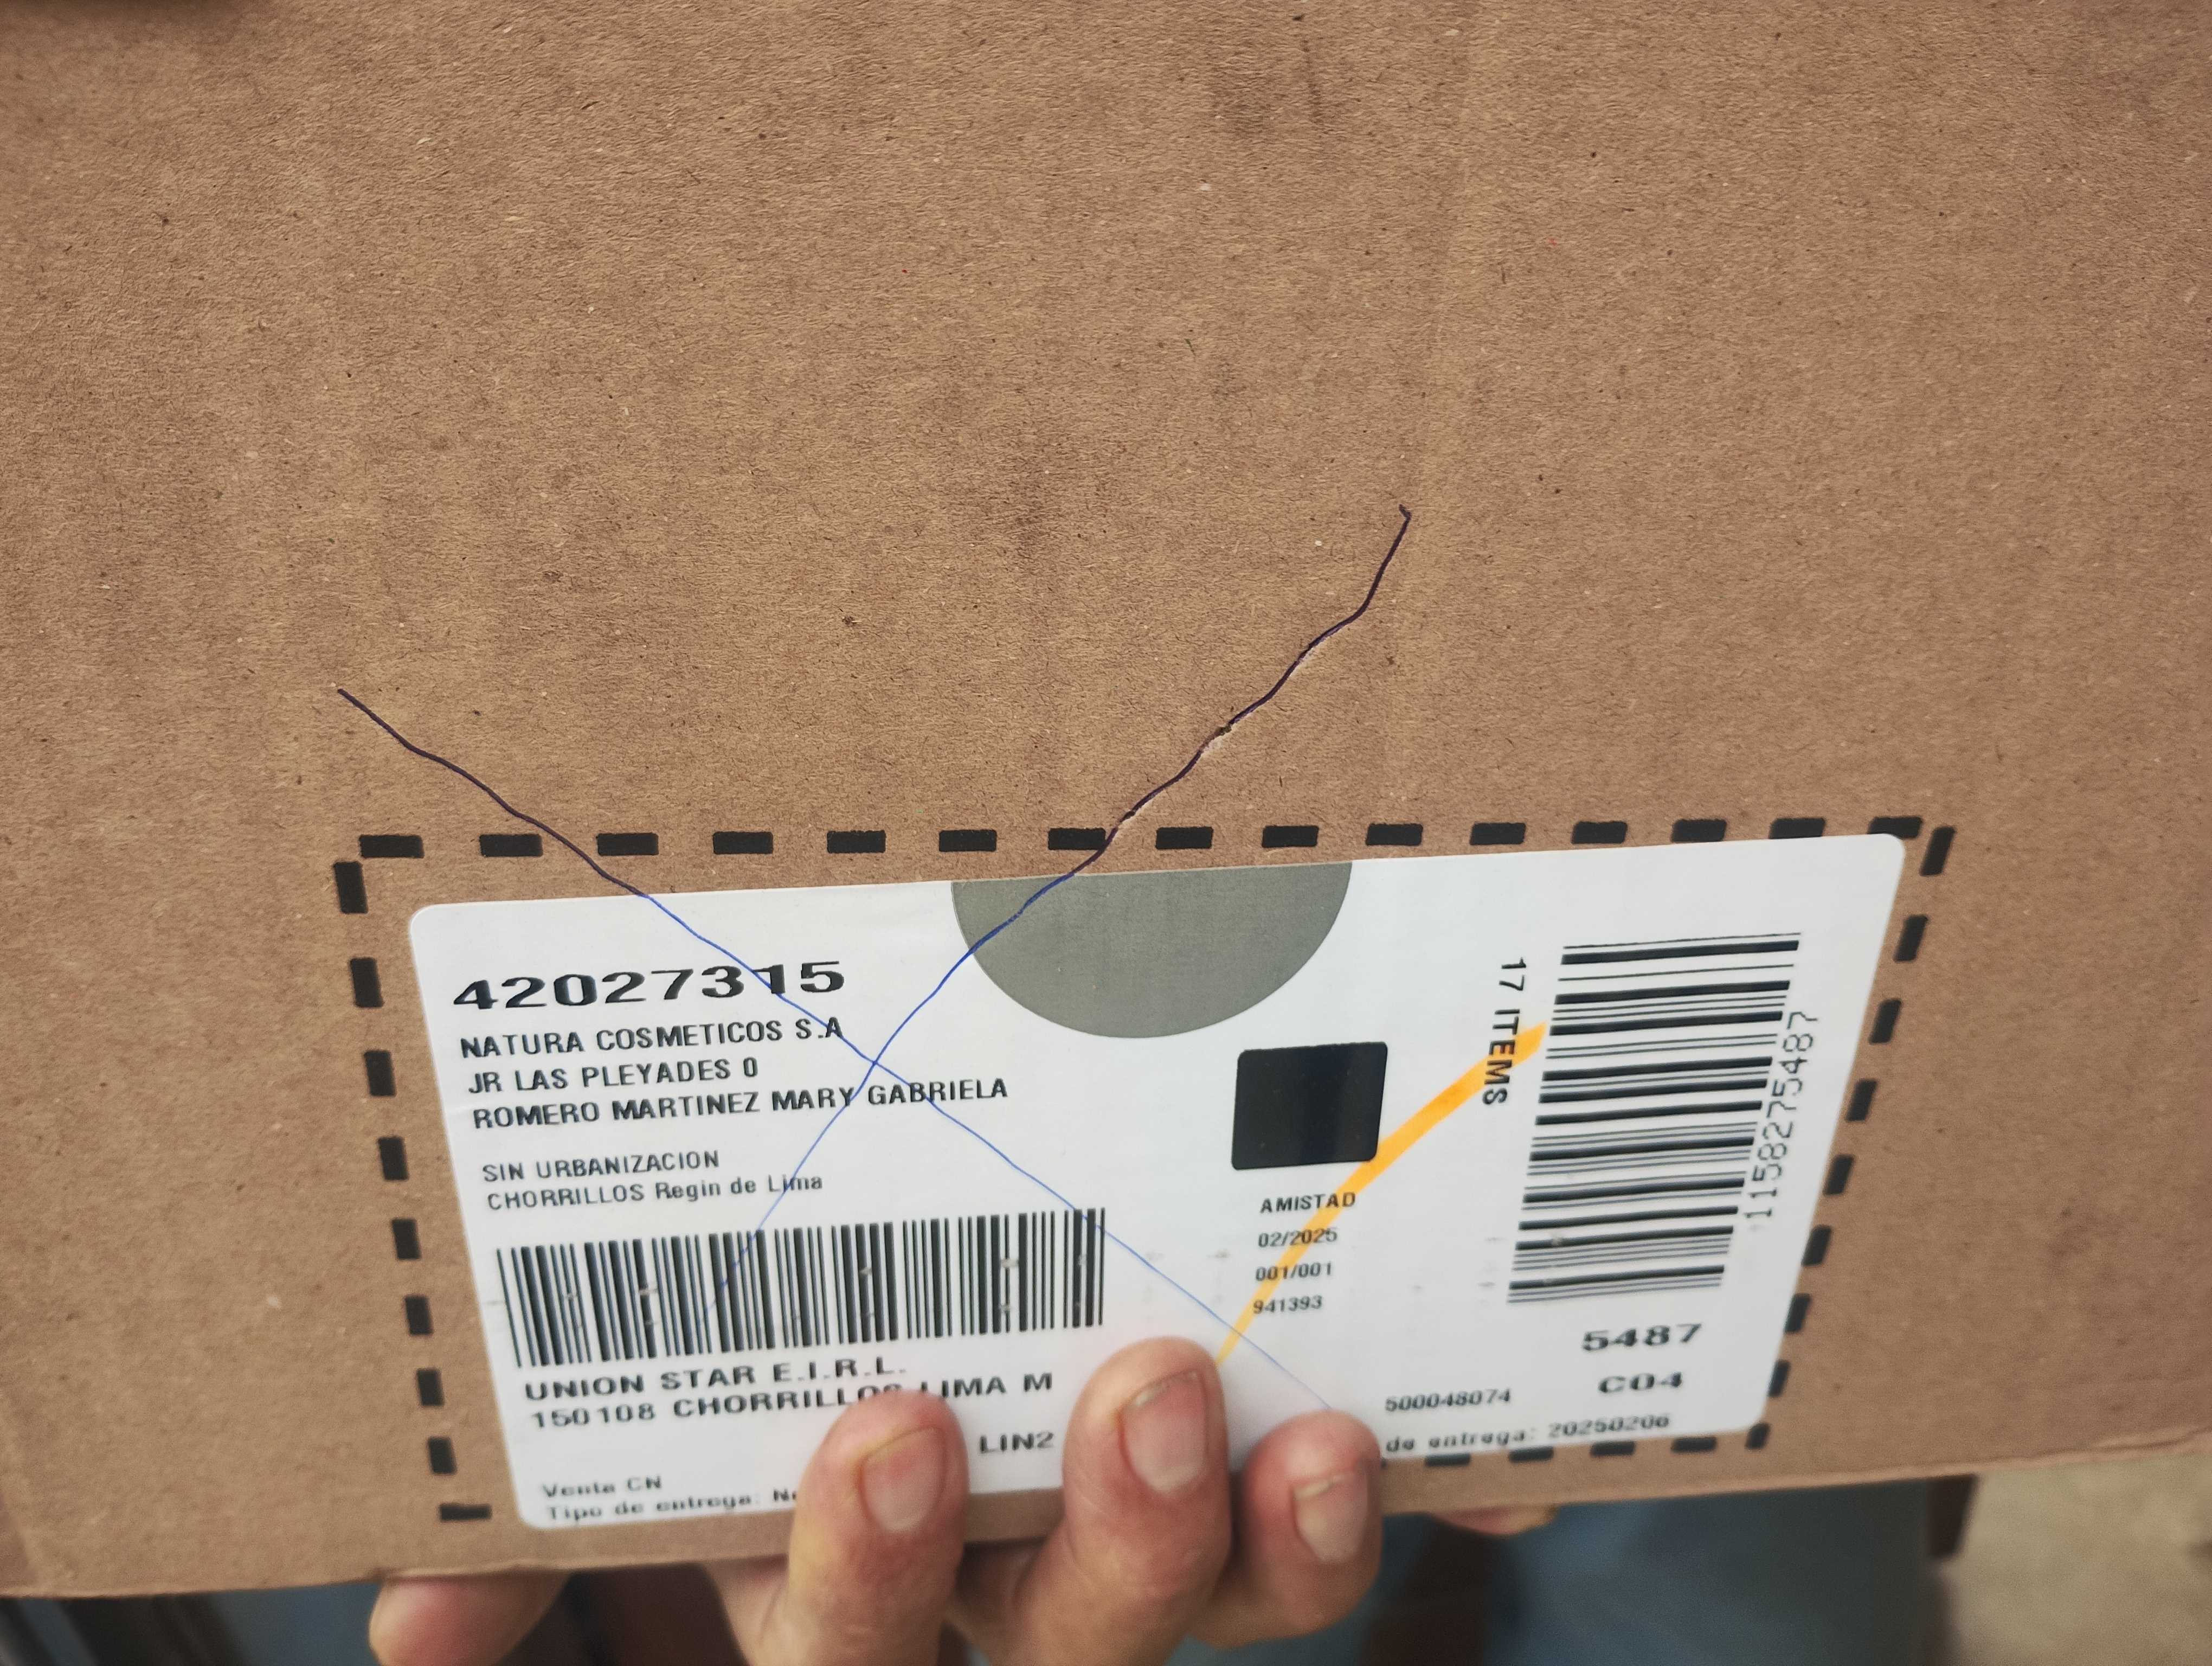 42027315
NATURA COSMETICOS S.A
JR LAS PLEYADES 0
ROMERO MARTINEZ MARY GABRIELA
SIN URBANIZACION
CHORRILLOS Regin de Lima
UNION STAR E.I.R.L.
150108 CHORRILLOS LIMA M
LIN2
Venta CN
Tipo de entrega:
AMISTAD
02/2025
001/001
941393
17 ITEMS
115827275487
5487
C04
500048074
de entrega: 20250206